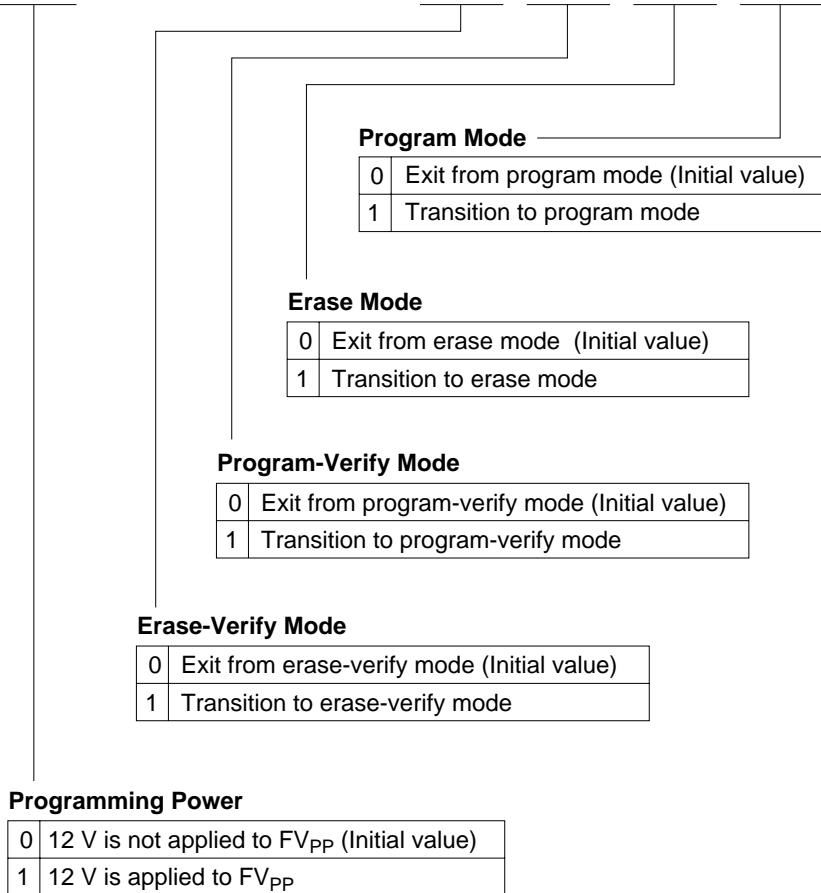 Program Mode
0 Exit from program mode (Initial value)
1 Transition to program mode
Erase Mode
0 Exit from erase mode (Initial value)
1 Transition to erase mode
Program-Verify Mode
0 Exit from program-verify mode (Initial value)
1 Transition to program-verify mode
Erase-Verify Mode
0 Exit from erase-verify mode (Initial value)
1 Transition to erase-verify mode
Programming Power
0 12 V is not applied to FVPP (Initial value)
1 12 V is applied to FVPP